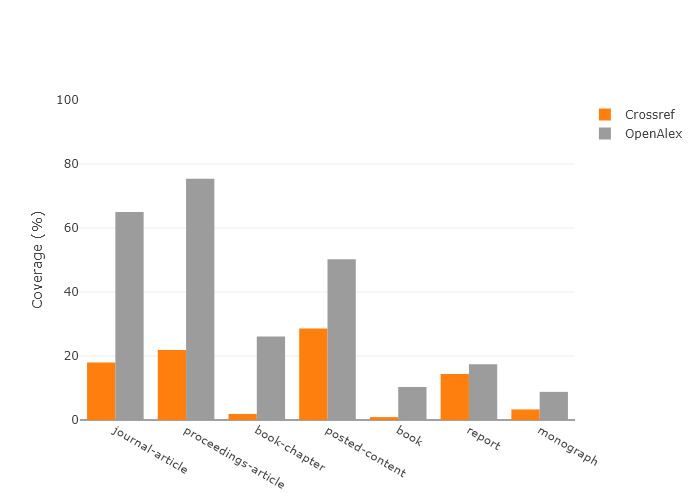 100
80
60
40
20
0
Coverage (%)
journal-article
proceedings-article
book-chapter
posted-content
book
report
monograph
Crossref
OpenAlex